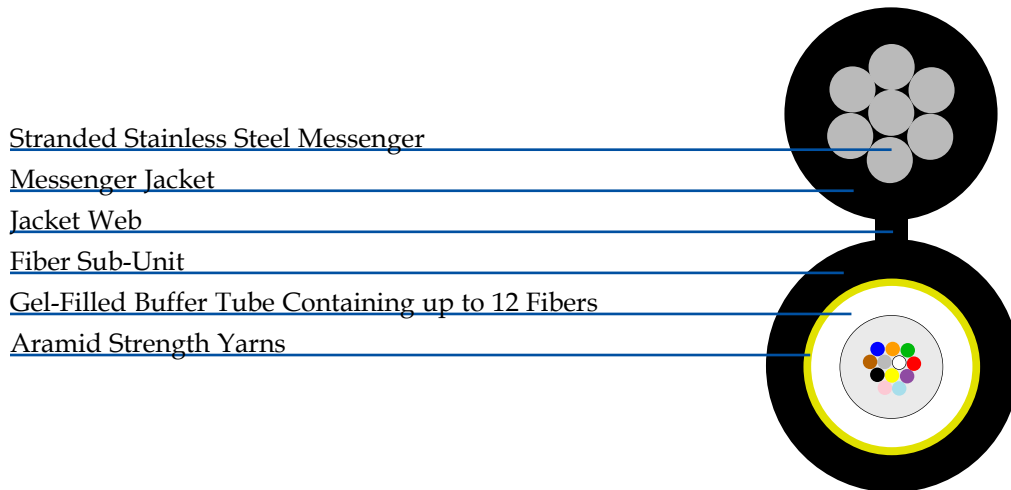 Stranded Stainless Steel Messenger
Messenger Jacket
Jacket Web
Fiber Sub-Unit
Gel-Filled Buffer Tube Containing up to 12 Fibers
Aramid Strength Yarns